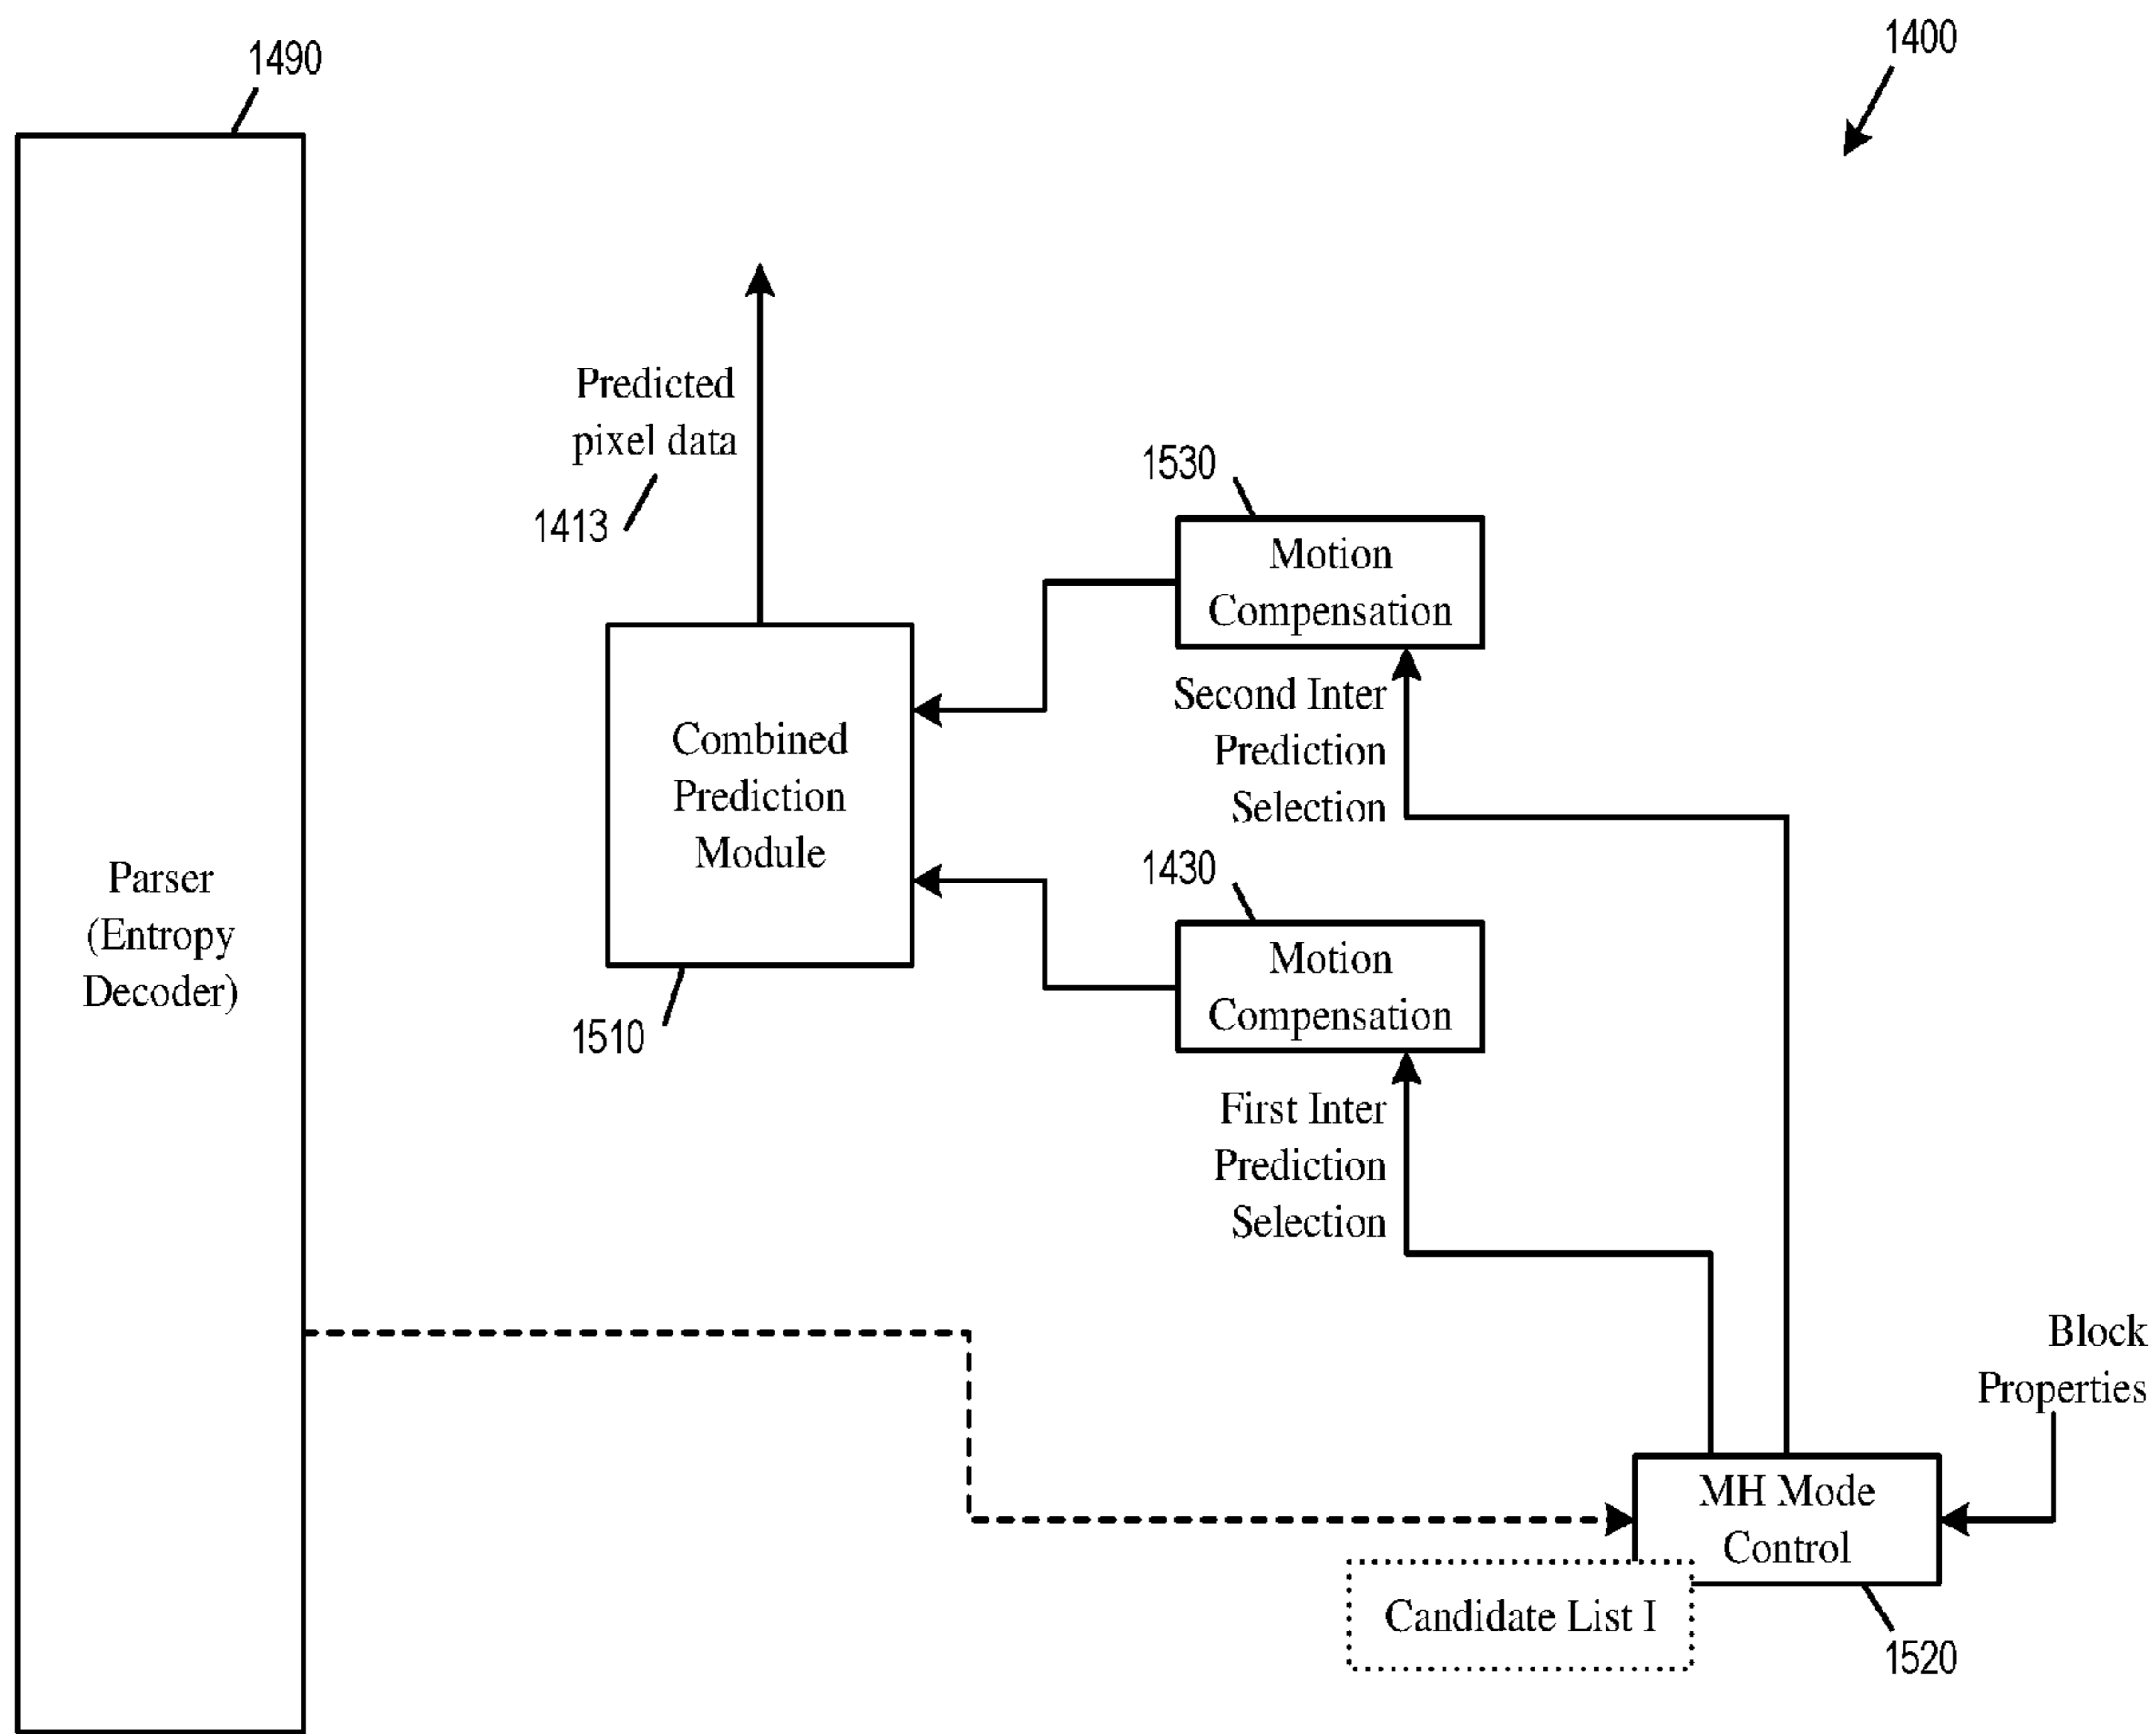 1400
1490
Predicted
pixel data
1413
1530
Motion
Compensation
Second Inter
Prediction
Selection
Combined
Prediction
Module
1510
1430
Motion
Compensation
First Inter
Prediction
Selection
Parser
(Entropy
Decoder)
Block
Properties
MH Mode
Control
Candidate List I
1520